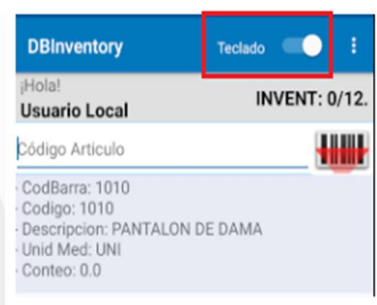 DBInventory Teclado
¡Hola!
Usuario Local INVENT: 0/12.
Código Articulo
- CodBarra: 1010
- Codigo: 1010
- Descripcion: PANTALON DE DAMA
- Unid Med: UNI
- Conteo: 0.0